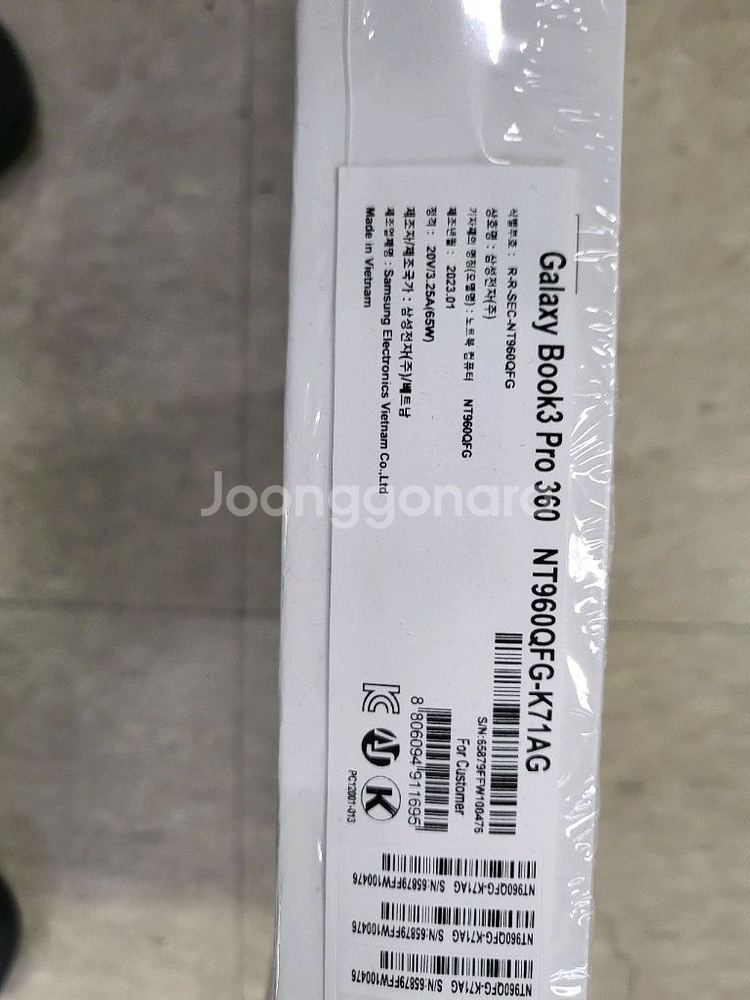 Galaxy Book3 Pro 360 NT960QFG-K71AG
식별부호 : R-R-SEC-NT960QFG
상호명 : 삼성전자(주)
기자재의 명칭(모델명) : 노트북 컴퓨터 NT960QFG
제조년월 : 2023.01
정격 : 20V/3.25A(65W)
제조자/제조국가 : 삼성전자(주)/베트남
제조업체명 : Samsung Electronics Vietnam Co.,Ltd
Made in Vietnam
S/N:65879FFW100476
For Customer
8 806094 911695
PC12001-013
NT960QFG-K71AG S/N:65879FFW100476
NT960QFG-K71AG S/N:65879FFW100476
NT960QFG-K71AG S/N:65879FFW100476
Joonggonara